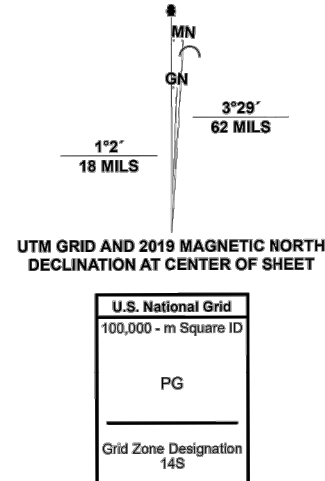 MN
GN
3°29´
62 MILS
1°2´
18 MILS
UTM GRID AND 2019 MAGNETIC NORTH
DECLINATION AT CENTER OF SHEET
U.S. National Grid
100,000 - m Square ID
PG
Grid Zone Designation
14S